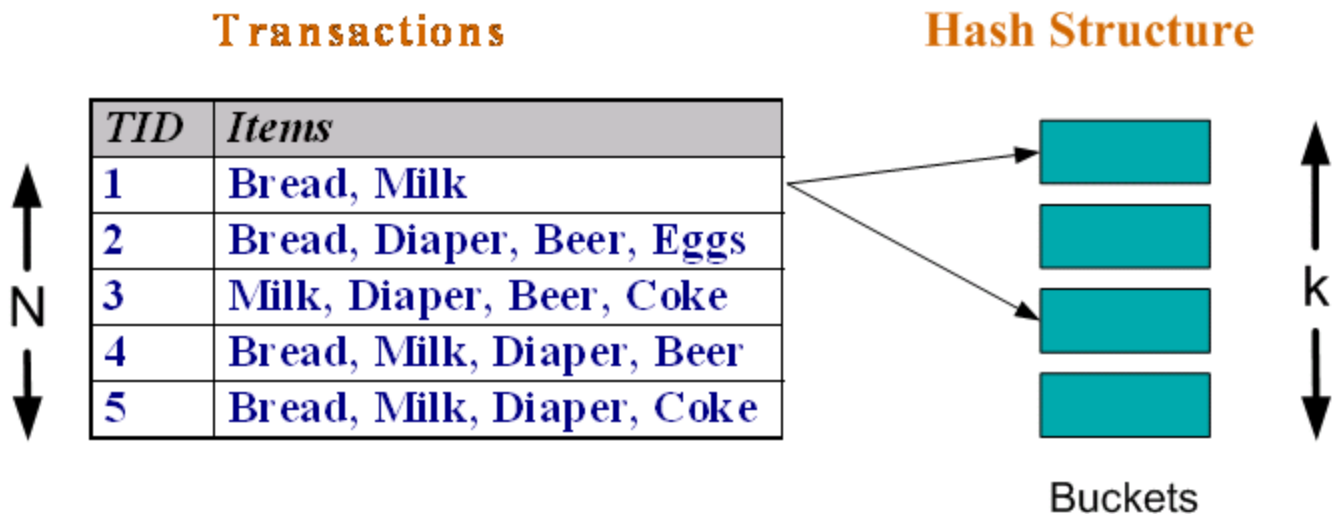 Transactions
Hash Structure
TID Items
1 Bread, Milk
2 Bread, Diaper, Beer, Eggs
3 Milk, Diaper, Beer, Coke
4 Bread, Milk, Diaper, Beer
5 Bread, Milk, Diaper, Coke
N
k
Buckets